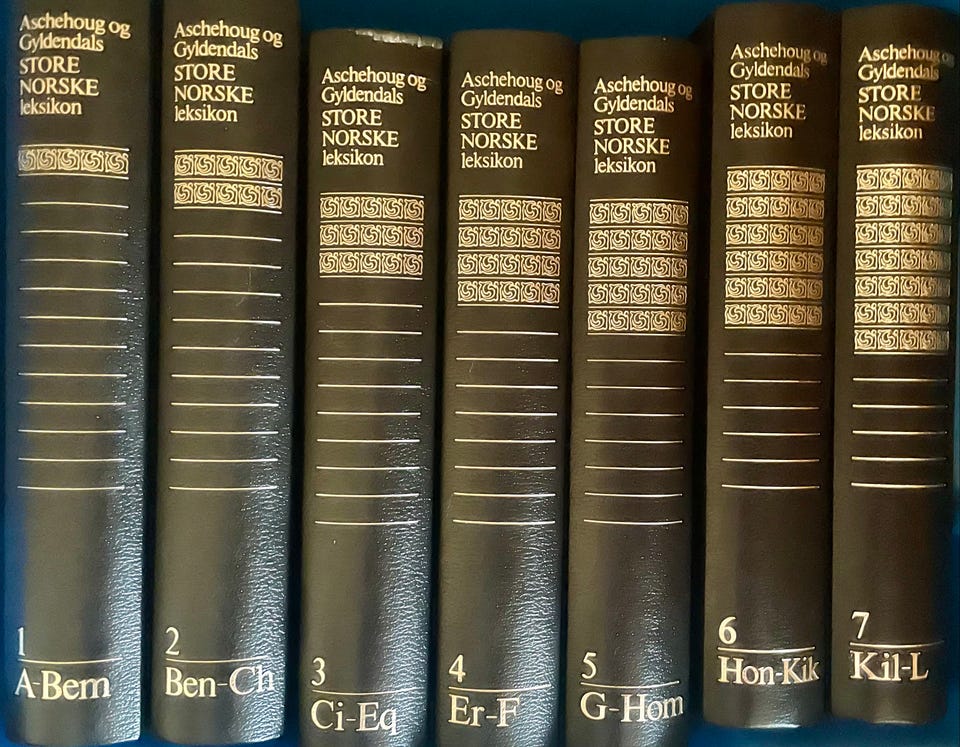 Aschehoug og
Gyldendals
STORE
NORSKE
leksikon
1
A-Bem
Aschehoug og
Gyldendals
STORE
NORSKE
leksikon
2
Ben-Ch
Aschehoug og
Gyldendals
STORE
NORSKE
leksikon
3
Ci-Eq
Aschehoug og
Gyldendals
STORE
NORSKE
leksikon
4
Er-F
Aschehoug og
Gyldendals
STORE
NORSKE
leksikon
5
G-Hom
Aschehoug og
Gyldendals
STORE
NORSKE
leksikon
6
Hon-Kik
Aschehoug og
Gyldendals
STORE
NORSKE
leksikon
7
Kil-L